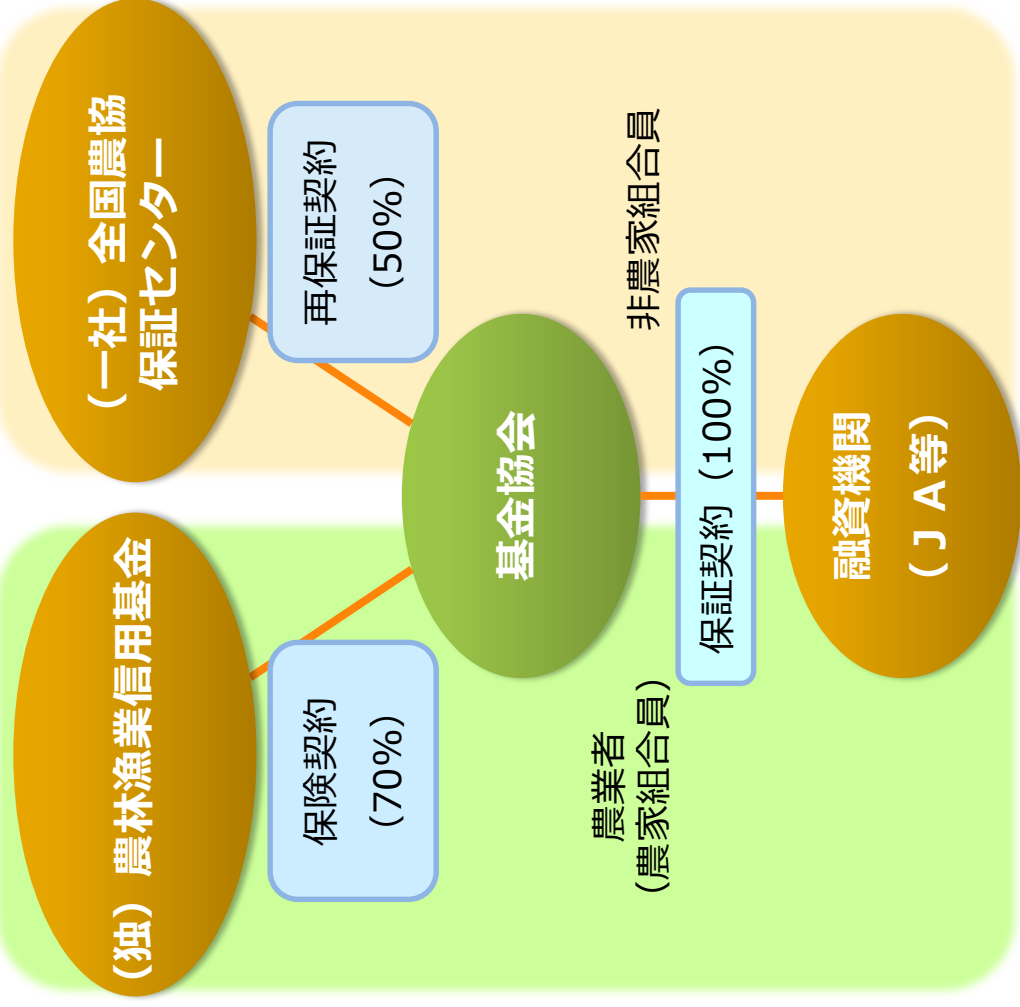 (独) 農林漁業信用基金
(一社) 全国農協
保証センター
保険契約
(70%)
再保証契約
(50%)
基金協会
農業者
(農家組合員)
非農家組合員
保証契約 (100%)
融資機関
(ＪＡ等)